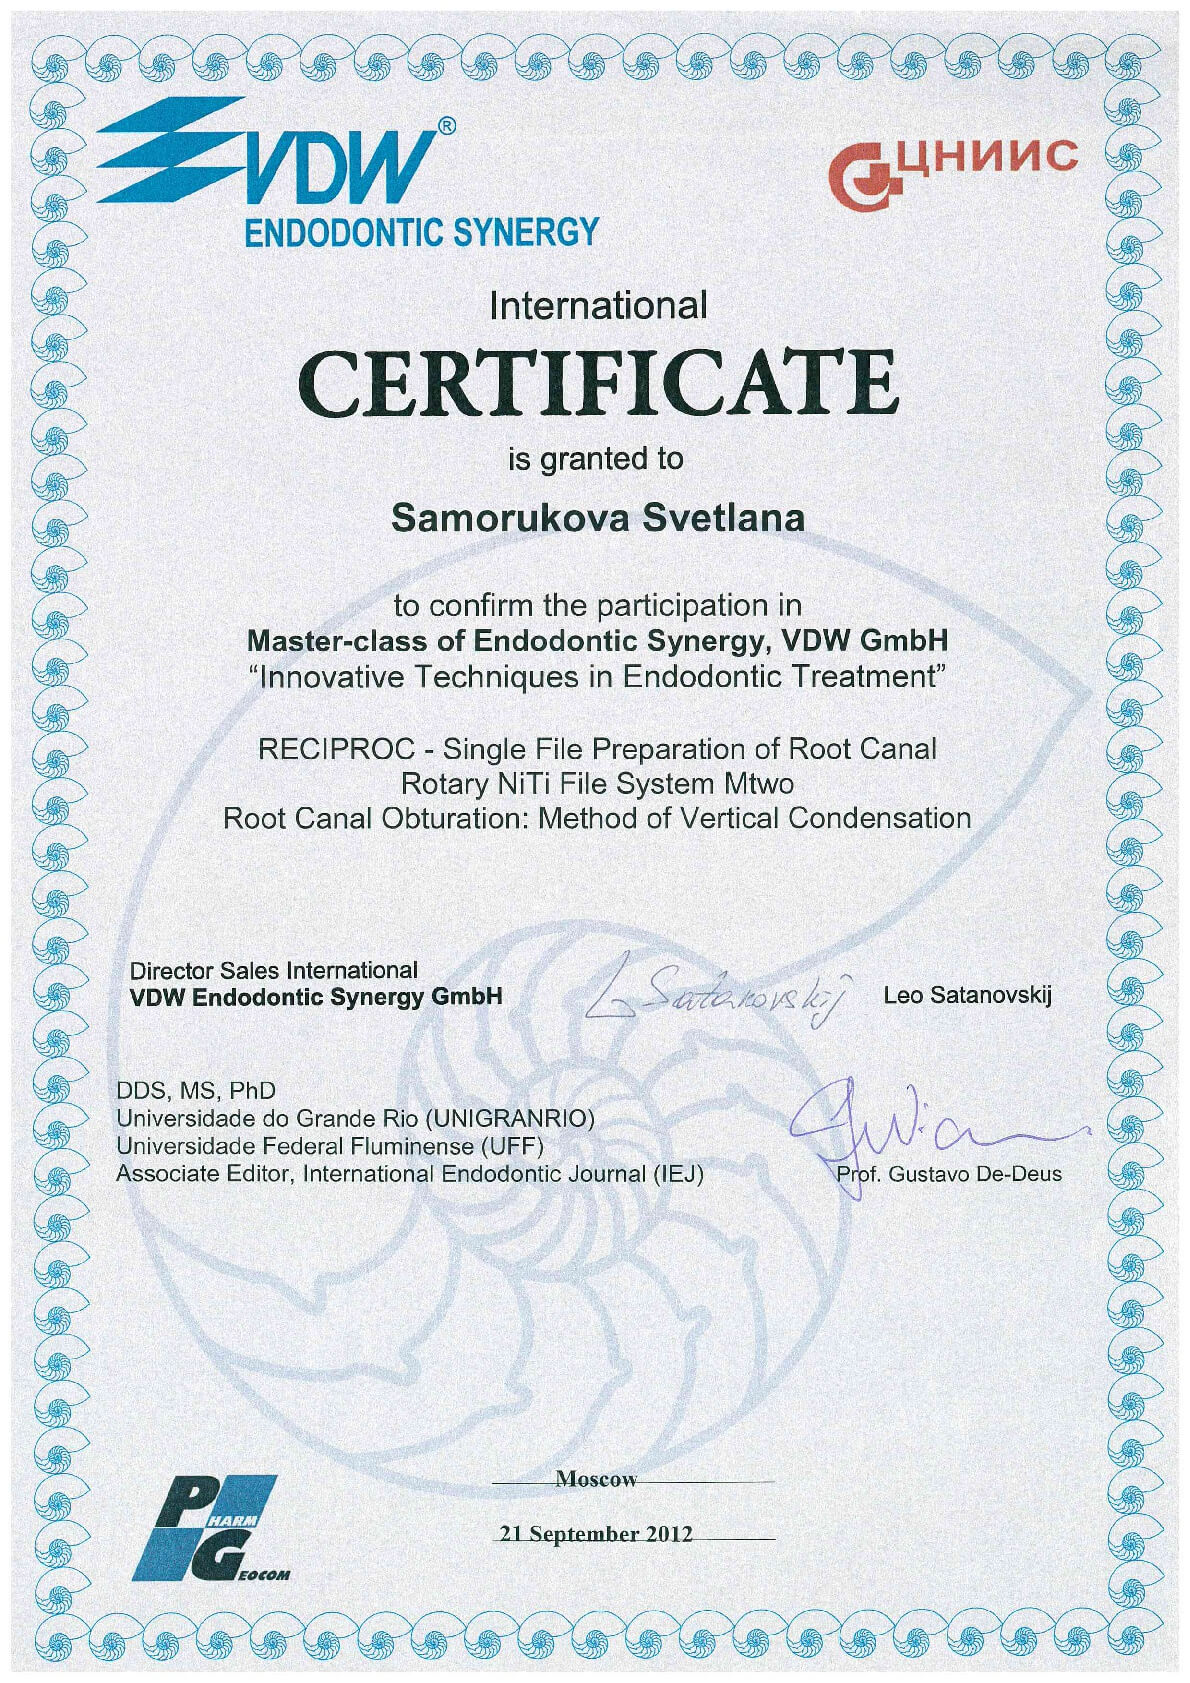 VDW®
ENDODONTIC SYNERGY
ЦНИИС
International
CERTIFICATE
is granted to
Samorukova Svetlana
to confirm the participation in
Master-class of Endodontic Synergy, VDW GmbH
“Innovative Techniques in Endodontic Treatment”
RECIPROC - Single File Preparation of Root Canal
Rotary NiTi File System Mtwo
Root Canal Obturation: Method of Vertical Condensation
Director Sales International
VDW Endodontic Synergy GmbH
L Satanovskij
Leo Satanovskij
DDS, MS, PhD
Universidade do Grande Rio (UNIGRANRIO)
Universidade Federal Fluminense (UFF)
Associate Editor, International Endodontic Journal (IEJ)
Prof. Gustavo De-Deus
Moscow
21 September 2012
PHARM
GEOCOM